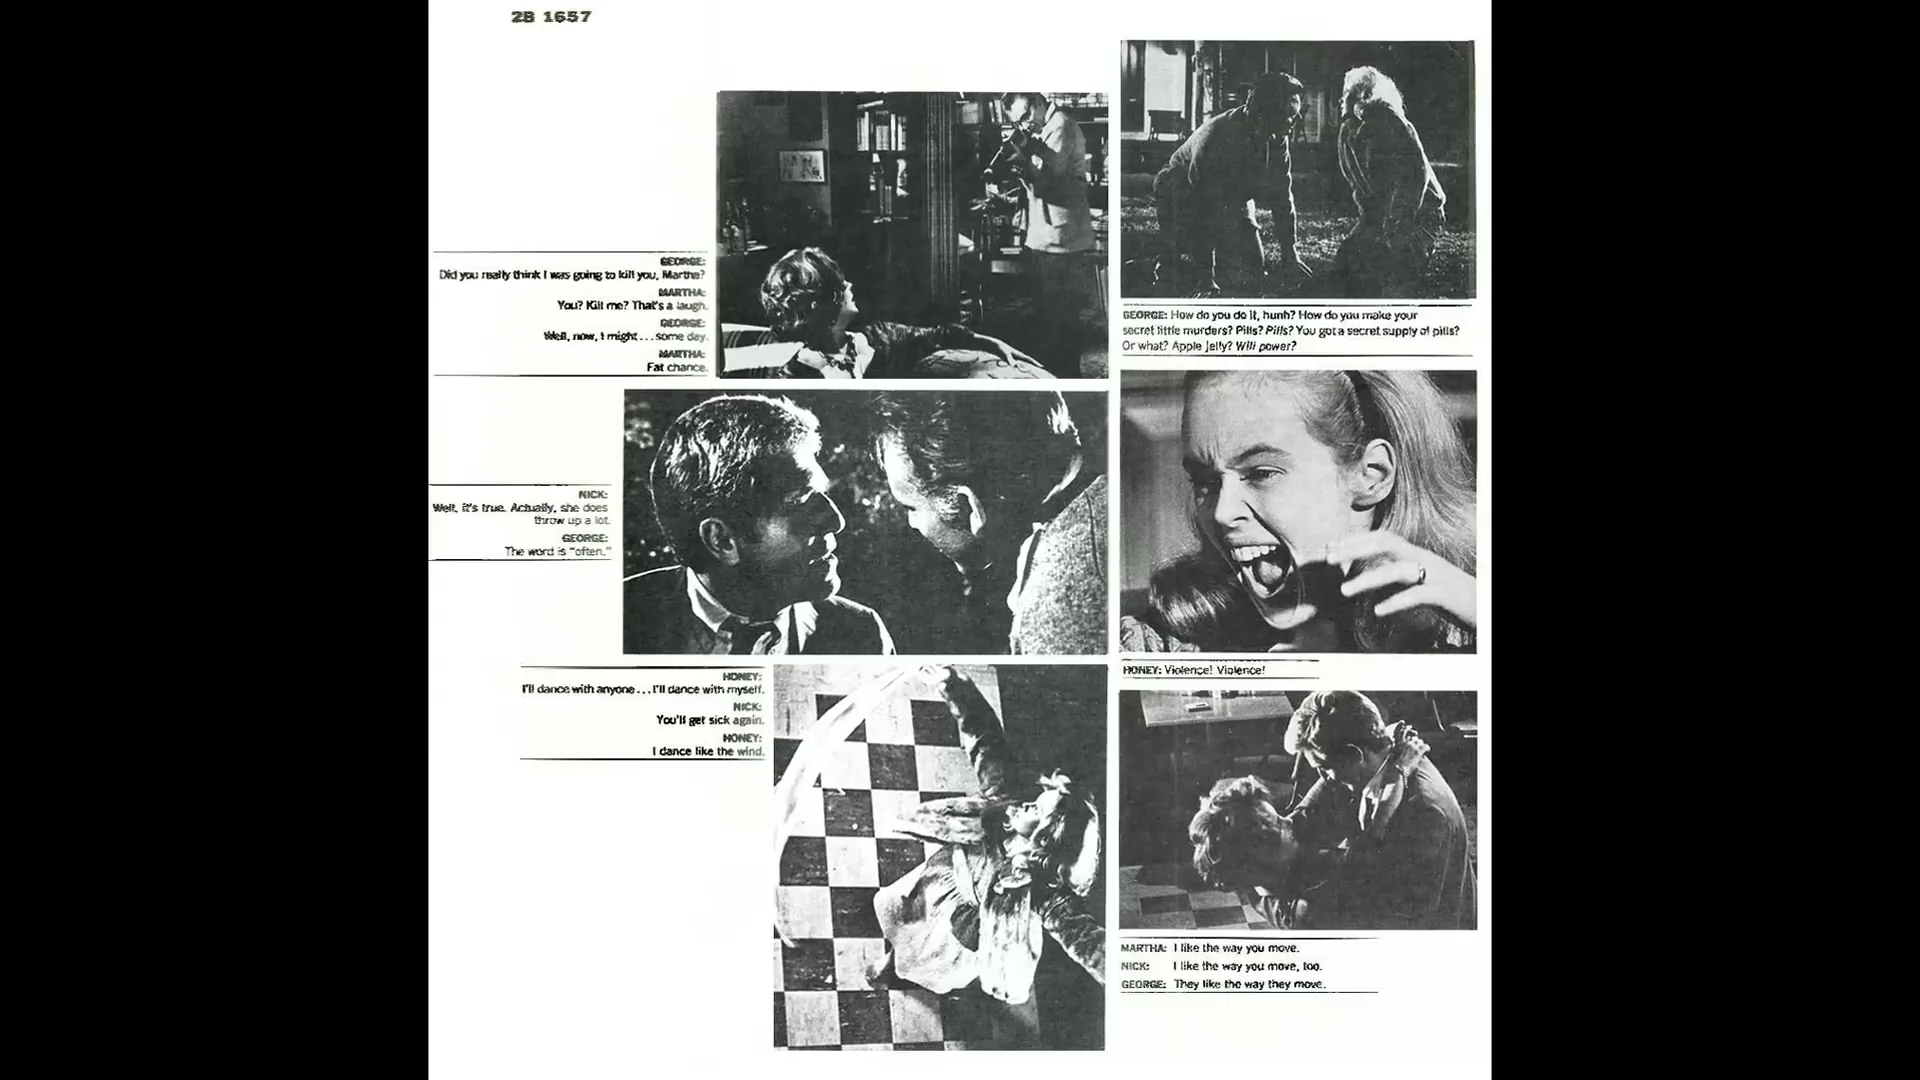 2B 1657
GEORGE:
Did you really think I was going to kill you, Martha?
MARTHA:
You? Kill me? That's a laugh.
GEORGE:
Well, now, I might...some day.
MARTHA:
Fat chance.
NICK:
Well, it's true. Actually, she does
throw up a lot.
GEORGE:
The word is "often."
HONEY:
I'll dance with anyone...I'll dance with myself.
NICK:
You'll get sick again.
HONEY:
I dance like the wind.
GEORGE: How do you do it, hunh? How do you make your
secret little murders? Pills? Pills? You got a secret supply of pills?
Or what? Apple jelly? Will power?
HONEY: Violence! Violence!
MARTHA: I like the way you move.
NICK: I like the way you move, too.
GEORGE: They like the way they move.